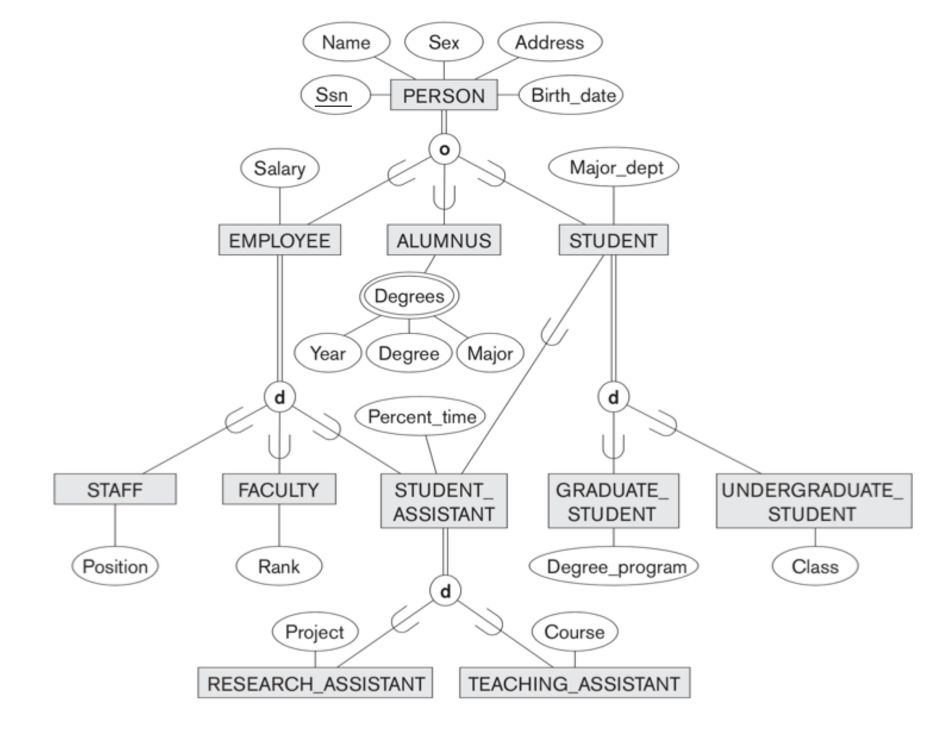 Name
Sex
Address
Ssn
PERSON
Birth_date
o
Salary
Major_dept
EMPLOYEE
ALUMNUS
STUDENT
Degrees
Year
Degree
Major
d
d
Percent_time
STAFF
FACULTY
STUDENT_
ASSISTANT
GRADUATE_
STUDENT
UNDERGRADUATE_
STUDENT
Position
Rank
Degree_program
Class
d
Project
Course
RESEARCH_ASSISTANT
TEACHING_ASSISTANT